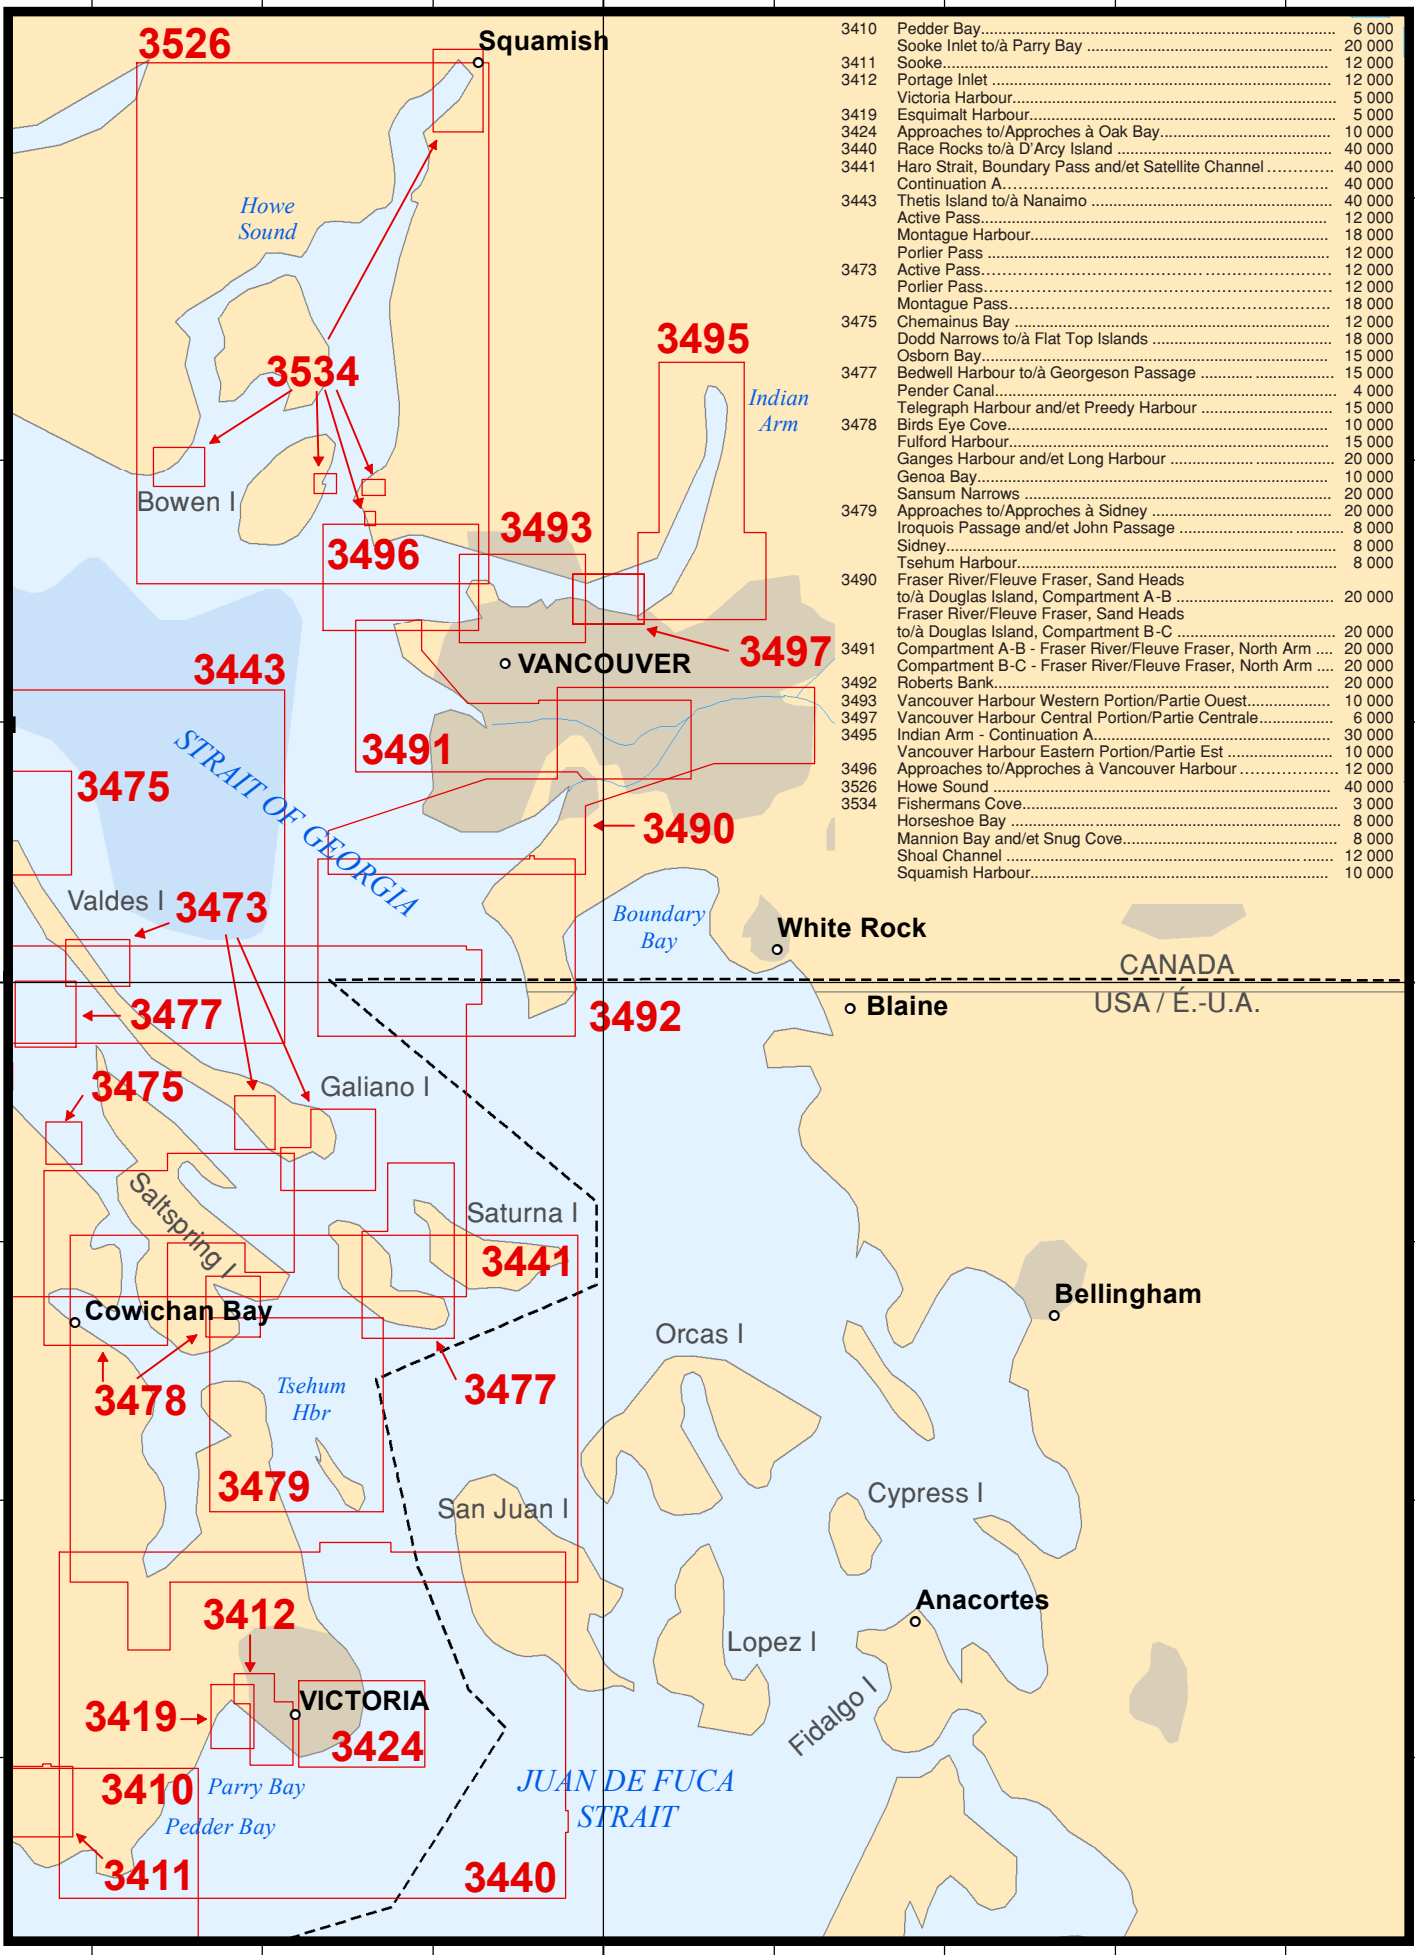 3410 Pedder Bay 6 000
Sooke Inlet to/à Parry Bay 20 000
3411 Sooke 12 000
3412 Portage Inlet 12 000
Victoria Harbour 5 000
3419 Esquimalt Harbour 5 000
3424 Approaches to/Approches à Oak Bay 10 000
3440 Race Rocks to/à D'Arcy Island 40 000
3441 Haro Strait, Boundary Pass and/et Satellite Channel 40 000
Continuation A 40 000
3443 Thetis Island to/à Nanaimo 40 000
Active Pass 12 000
Montague Harbour 18 000
Porlier Pass 12 000
3473 Active Pass 12 000
Porlier Pass 12 000
Montague Pass 18 000
3475 Chemainus Bay 12 000
Dodd Narrows to/à Flat Top Islands 18 000
Osborn Bay 15 000
3477 Bedwell Harbour to/à Georgeson Passage 15 000
Pender Canal 4 000
Telegraph Harbour and/et Preedy Harbour 15 000
3478 Birds Eye Cove 10 000
Fulford Harbour 15 000
Ganges Harbour and/et Long Harbour 20 000
Genoa Bay 10 000
Sansum Narrows 20 000
3479 Approaches to/Approches à Sidney 20 000
Iroquois Passage and/et John Passage 8 000
Sidney 8 000
Tsehum Harbour 8 000
3490 Fraser River/Fleuve Fraser, Sand Heads
to/à Douglas Island, Compartment A-B 20 000
Fraser River/Fleuve Fraser, Sand Heads
to/à Douglas Island, Compartment B-C 20 000
3491 Compartment A-B - Fraser River/Fleuve Fraser, North Arm 20 000
Compartment B-C - Fraser River/Fleuve Fraser, North Arm 20 000
3492 Roberts Bank 20 000
3493 Vancouver Harbour Western Portion/Partie Ouest 10 000
3497 Vancouver Harbour Central Portion/Partie Centrale 6 000
3495 Indian Arm - Continuation A 30 000
Vancouver Harbour Eastern Portion/Partie Est 10 000
3496 Approaches to/Approches à Vancouver Harbour 12 000
3526 Howe Sound 40 000
3534 Fishermans Cove 3 000
Horseshoe Bay 8 000
Mannion Bay and/et Snug Cove 8 000
Shoal Channel 12 000
Squamish Harbour 10 000
3526
Squamish
Howe
Sound
3534
3495
Indian
Arm
Bowen I
3496
3493
3497
VANCOUVER
3443
3491
STRAIT OF GEORGIA
3475
3490
Valdes I
3473
Boundary
Bay
White Rock
CANADA
USA / É.-U.A.
Blaine
3477
3492
3475
Galiano I
Saltspring I
Saturna I
3441
Cowichan Bay
Bellingham
Orcas I
3478
Tsehum
Hbr
3477
3479
San Juan I
Cypress I
3412
Anacortes
Lopez I
Fidalgo I
VICTORIA
3419
3424
3410
Parry Bay
Pedder Bay
JUAN DE FUCA
STRAIT
3411
3440